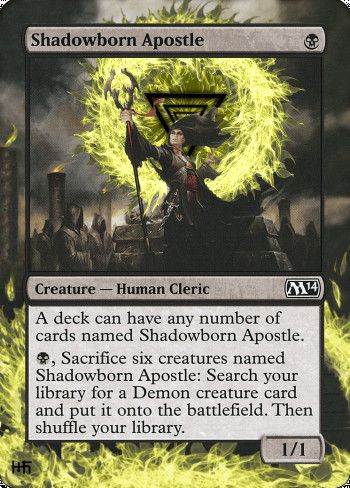 Shadowborn Apostle
Creature — Human Cleric
M14
A deck can have any number of
cards named Shadowborn Apostle.
, Sacrifice six creatures named
Shadowborn Apostle: Search your
library for a Demon creature card
and put it onto the battlefield. Then
shuffle your library.
1/1